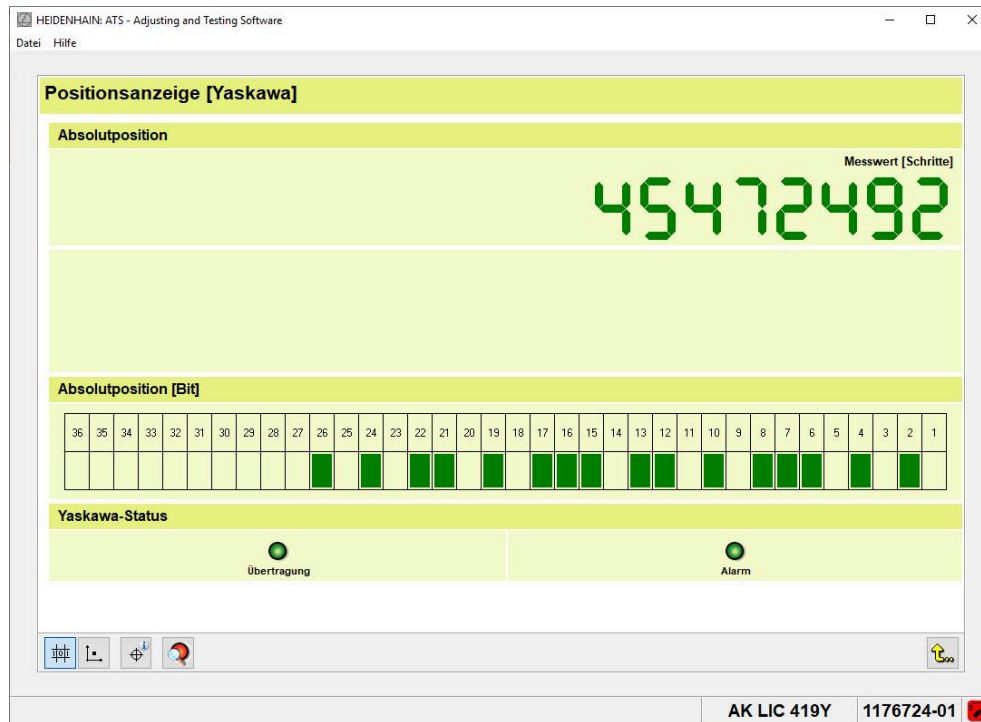 HEIDENHAIN: ATS - Adjusting and Testing Software
Datei Hilfe
Positionsanzeige [Yaskawa]
Absolutposition
Messwert [Schritte]
45472492
Absolutposition [Bit]
36 35 34 33 32 31 30 29 28 27 26 25 24 23 22 21 20 19 18 17 16 15 14 13 12 11 10 9 8 7 6 5 4 3 2 1
Yaskawa-Status
Übertragung Alarm
AK LIC 419Y 1176724-01